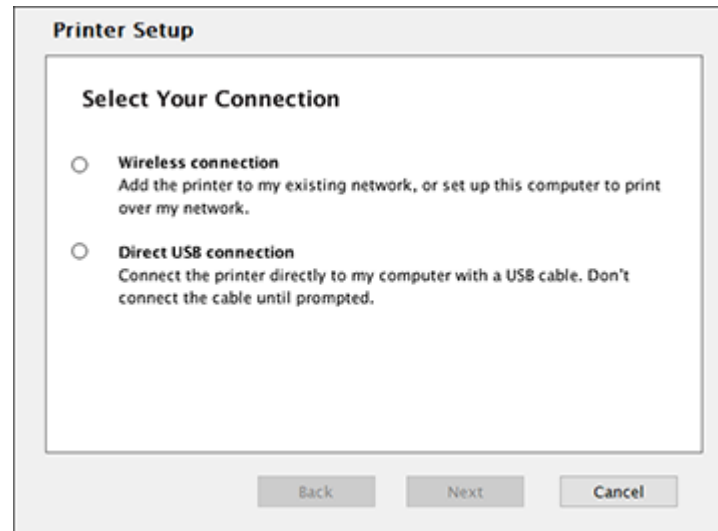 Printer Setup
Select Your Connection
Wireless connection
Add the printer to my existing network, or set up this computer to print
over my network.
Direct USB connection
Connect the printer directly to my computer with a USB cable. Don't
connect the cable until prompted.
Back
Next
Cancel